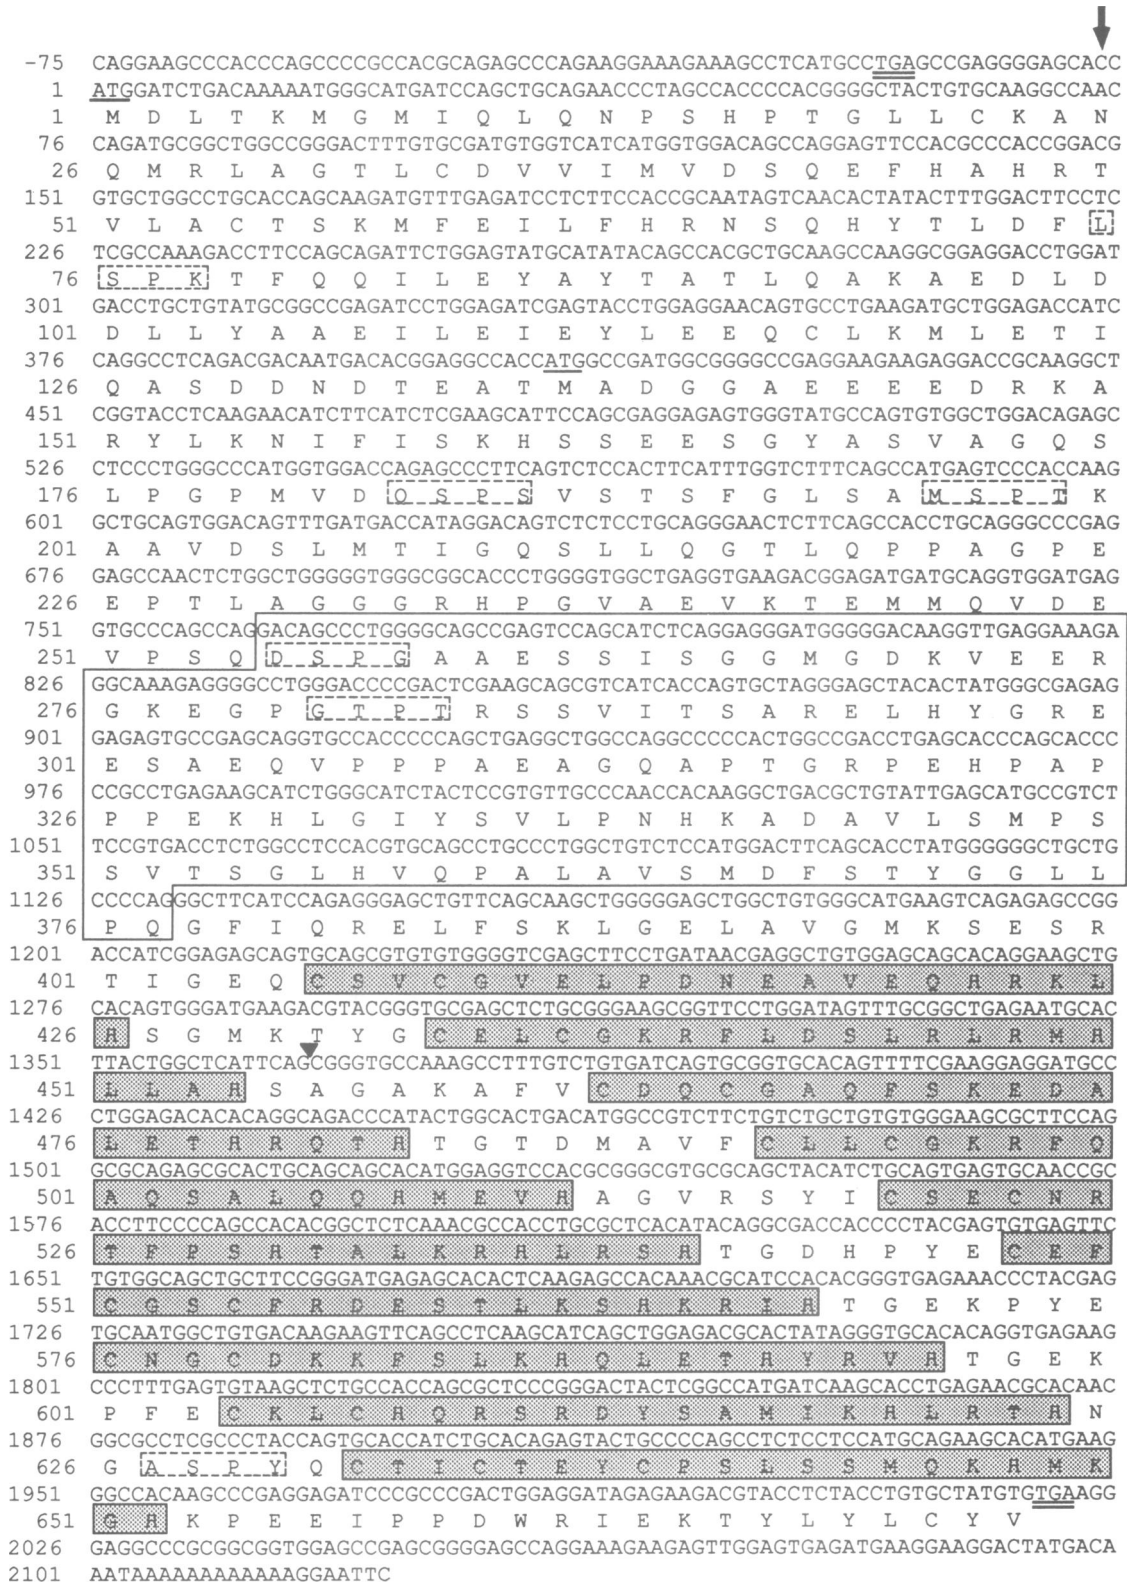 -75 CAGGAAGCCCACCCAGCCCCGCCACGCAGAGCCCAGAAGGAAAGAAAGCCTCATGCCTGAGCCGAGGGGAGCACC
1 ATGGATCTGACAAAAATGGGCATGATCCAGCTGCAGAACCCTAGCCACCCCACGGGGCTACTGTGCAAGGCCAAC
1 M D L T K M G M I Q L Q N P S H P T G L L C K A N
76 CAGATGCGGCTGGCCGGGACTTTGTGCGATGTGGTCATCATGGTGGACAGCCAGGAGTTCCACGCCCACCGGACG
26 Q M R L A G T L C D V V I M V D S Q E F H A H R T
151 GTGCTGGCCTGCACCAGCAAGATGTTTGAGATCCTCTTCCACCGCAATAGTCAACACTATACTTTGGACTTCCTC
51 V L A C T S K M F E I L F H R N S Q H Y T L D F L
226 TCGCCAAAGACCTTCCAGCAGATTCTGGAGTATGCATATACAGCCACGCTGCAAGCCAAGGCGGAGGACCTGGAT
76 S P K T F Q Q I L E Y A Y T A T L Q A K A E D L D
301 GACCTGCTGTATGCGGCCGAGATCCTGGAGATCGAGTACCTGGAGGAACAGTGCCTGAAGATGCTGGAGACCATC
101 D L L Y A A E I L E I E Y L E E Q C L K M L E T I
376 CAGGCCTCAGACGACAATGACACGGAGGCCACCATGGCCGATGGCGGGGCCGAGGAAGAAGAGGACCGCAAGGCT
126 Q A S D D N D T E A T M A D G G A E E E E D R K A
451 CGGTACCTCAAGAACATCTTCATCTCGAAGCATTCCAGCGAGGAGAGTGGGTATGCCAGTGTGGCTGGACAGAGC
151 R Y L K N I F I S K H S S E E S G Y A S V A G Q S
526 CTCCCTGGGCCCATGGTGGACCAGAGCCCTTCAGTCTCCACTTCATTTGGTCTTTCAGCCATGAGTCCCACCAAG
176 L P G P M V D Q S P S V S T S F G L S A M S P T K
601 GCTGCAGTGGACAGTTTGATGACCATAGGACAGTCTCTCCTGCAGGGAACTCTTCAGCCACCTGCAGGGCCCGAG
201 A A V D S L M T I G Q S L L Q G T L Q P P A G P E
676 GAGCCAACTCTGGCTGGGGGTGGGCGGCACCCTGGGGTGGCTGAGGTGAAGACGGAGATGATGCAGGTGGATGAG
226 E P T L A G G G R H P G V A E V K T E M M Q V D E
751 GTGCCCAGCCAGGACAGCCCTGGGGCAGCCGAGTCCAGCATCTCAGGAGGGATGGGGGACAAGGTTGAGGAAAGA
251 V P S Q D S P G A A E S S I S G G M G D K V E E R
826 GGCAAAGAGGGGCCTGGGACCCCGACTCGAAGCAGCGTCATCACCAGTGCTAGGGAGCTACACTATGGGCGAGAG
276 G K E G P G T P T R S S V I T S A R E L H Y G R E
901 GAGAGTGCCGAGCAGGTGCCACCCCCAGCTGAGGCTGGCCAGGCCCCCACTGGCCGACCTGAGCACCCAGCACCC
301 E S A E Q V P P P A E A G Q A P T G R P E H P A P
976 CCGCCTGAGAAGCATCTGGGCATCTACTCCGTGTTGCCCAACCACAAGGCTGACGCTGTATTGAGCATGCCGTCT
326 P P E K H L G I Y S V L P N H K A D A V L S M P S
1051 TCCGTGACCTCTGGCCTCCACGTGCAGCCTGCCCTGGCTGTCTCCATGGACTTCAGCACCTATGGGGGGCTGCTG
351 S V T S G L H V Q P A L A V S M D F S T Y G G L L
1126 CCCCAGGGCTTCATCCAGAGGGAGCTGTTCAGCAAGCTGGGGGAGCTGGCTGTGGGCATGAAGTCAGAGAGCCGG
376 P Q G F I Q R E L F S K L G E L A V G M K S E S R
1201 ACCATCGGAGAGCAGTGCAGCGTGTGTGGGGTCGAGCTTCCTGATAACGAGGCTGTGGAGCAGCACAGGAAGCTG
401 T I G E Q C S V C G V E L P D N E A V E Q H R K L
1276 CACAGTGGGATGAAGACGTACGGGTGCGAGCTCTGCGGGAAGCGGTTCCTGGATAGTTTGCGGCTGAGAATGCAC
426 H S G M K T Y G C E L C G K R F L D S L R L R M H
1351 TTACTGGCTCATTCAGCGGGTGCCAAAGCCTTTGTCTGTGATCAGTGCGGTGCACAGTTTTCGAAGGAGGATGCC
451 L L A H S A G A K A F V C D Q C G A Q F S K E D A
1426 CTGGAGACACACAGGCAGACCCATACTGGCACTGACATGGCCGTCTTCTGTCTGCTGTGTGGGAAGCGCTTCCAG
476 L E T H R Q T H T G T D M A V F C L L C G K R F Q
1501 GCGCAGAGCGCACTGCAGCAGCACATGGAGGTCCACGCGGGCGTGCGCAGCTACATCTGCAGTGAGTGCAACCGC
501 A Q S A L Q Q H M E V H A G V R S Y I C S E C N R
1576 ACCTTCCCCAGCCACACGGCTCTCAAACGCCACCTGCGCTCACATACAGGCGACCACCCCTACGAGTGTGAGTTC
526 T F P S H T A L K R H L R S H T G D H P Y E C E F
1651 TGTGGCAGCTGCTTCCGGGATGAGAGCACACTCAAGAGCCACAAACGCATCCACACGGGTGAGAAACCCTACGAG
551 C G S C F R D E S T L K S H K R I H T G E K P Y E
1726 TGCAATGGCTGTGACAAGAAGTTCAGCCTCAAGCATCAGCTGGAGACGCACTATAGGGTGCACACAGGTGAGAAG
576 C N G C D K K F S L K H Q L E T H Y R V H T G E K
1801 CCCTTTGAGTGTAAGCTCTGCCACCAGCGCTCCCGGGACTACTCGGCCATGATCAAGCACCTGAGAACGCACAAC
601 P F E C K L C H Q R S R D Y S A M I K H L R T H N
1876 GGCGCCTCGCCCTACCAGTGCACCATCTGCACAGAGTACTGCCCCAGCCTCTCCTCCATGCAGAAGCACATGAAG
626 G A S P Y Q C T I C T E Y C P S L S S M Q K H M K
1951 GGCCACAAGCCCGAGGAGATCCCGCCCGACTGGAGGATAGAGAAGACGTACCTCTACCTGTGCTATGTGTGAAGG
651 G H K P E E I P P D W R I E K T Y L Y L C Y V
2026 GAGGCCCGCGGCGGTGGAGCCGAGCGGGGAGCCAGGAAAGAAGAGTTGGAGTGAGATGAAGGAAGGACTATGACA
2101 AATAAAAAAAAAAAAGGAATTC